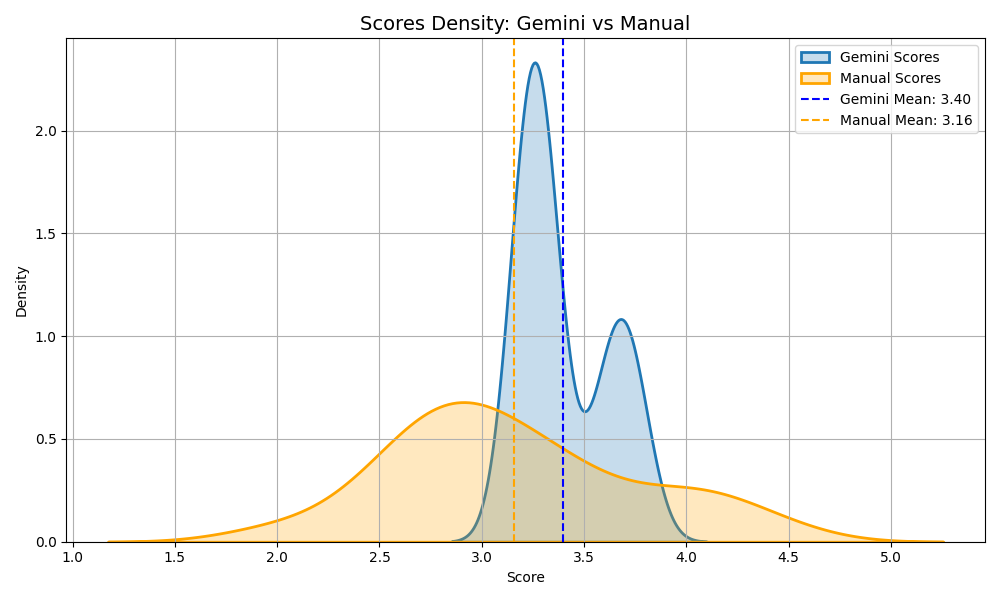 Scores Density: Gemini vs Manual
Gemini Scores
Manual Scores
Gemini Mean: 3.40
Manual Mean: 3.16
Density
2.0
1.5
1.0
0.5
0.0
1.0 1.5 2.0 2.5 3.0 3.5 4.0 4.5 5.0
Score